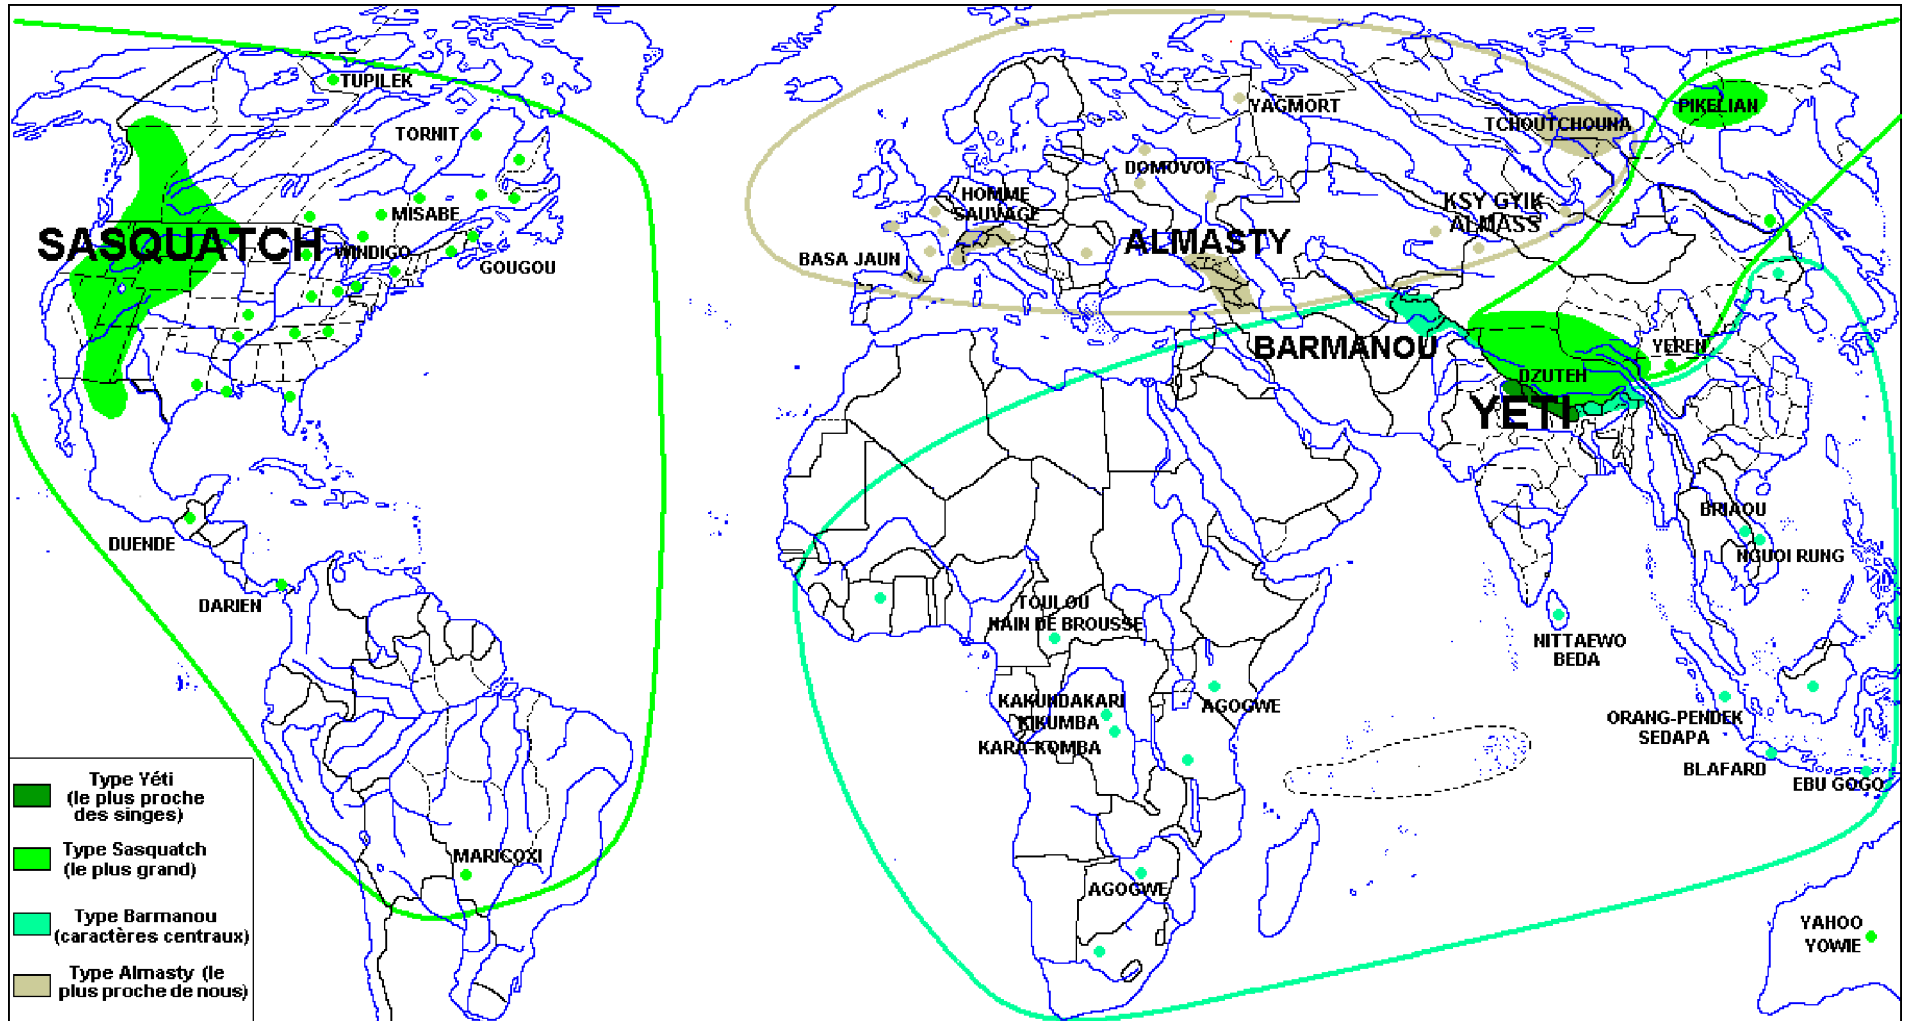 TUPILEK
TORNIT
MISABE
SASQUATCH
WINDIGO
GOUGOU
DUENDE
DARIEN
MARICOXI
YAGMORT
TCHOUTCHOUNA
PIKELIAN
DOMOVOÏ
HOMME
SAUVAGE
KSY GYIK
ALMASS
ALMASTY
BASA JAUN
BARMANOU
YEREN
DZUTEH
YETI
BRIAOU
NGUOI RUNG
TOULOU
NAIN DE BROUSSE
NITTAEWO
BEDA
KAKUNDAKARI
KIKUMBA
KARA-KOMBA
AGOGWE
ORANG-PENDEK
SEDAPA
BLAFARD
EBU GOGO
AGOGWE
YAHOO
YOWIE
Type Yéti
(le plus proche
des singes)
Type Sasquatch
(le plus grand)
Type Barmanou
(caractères centraux)
Type Almasty (le
plus proche de nous)